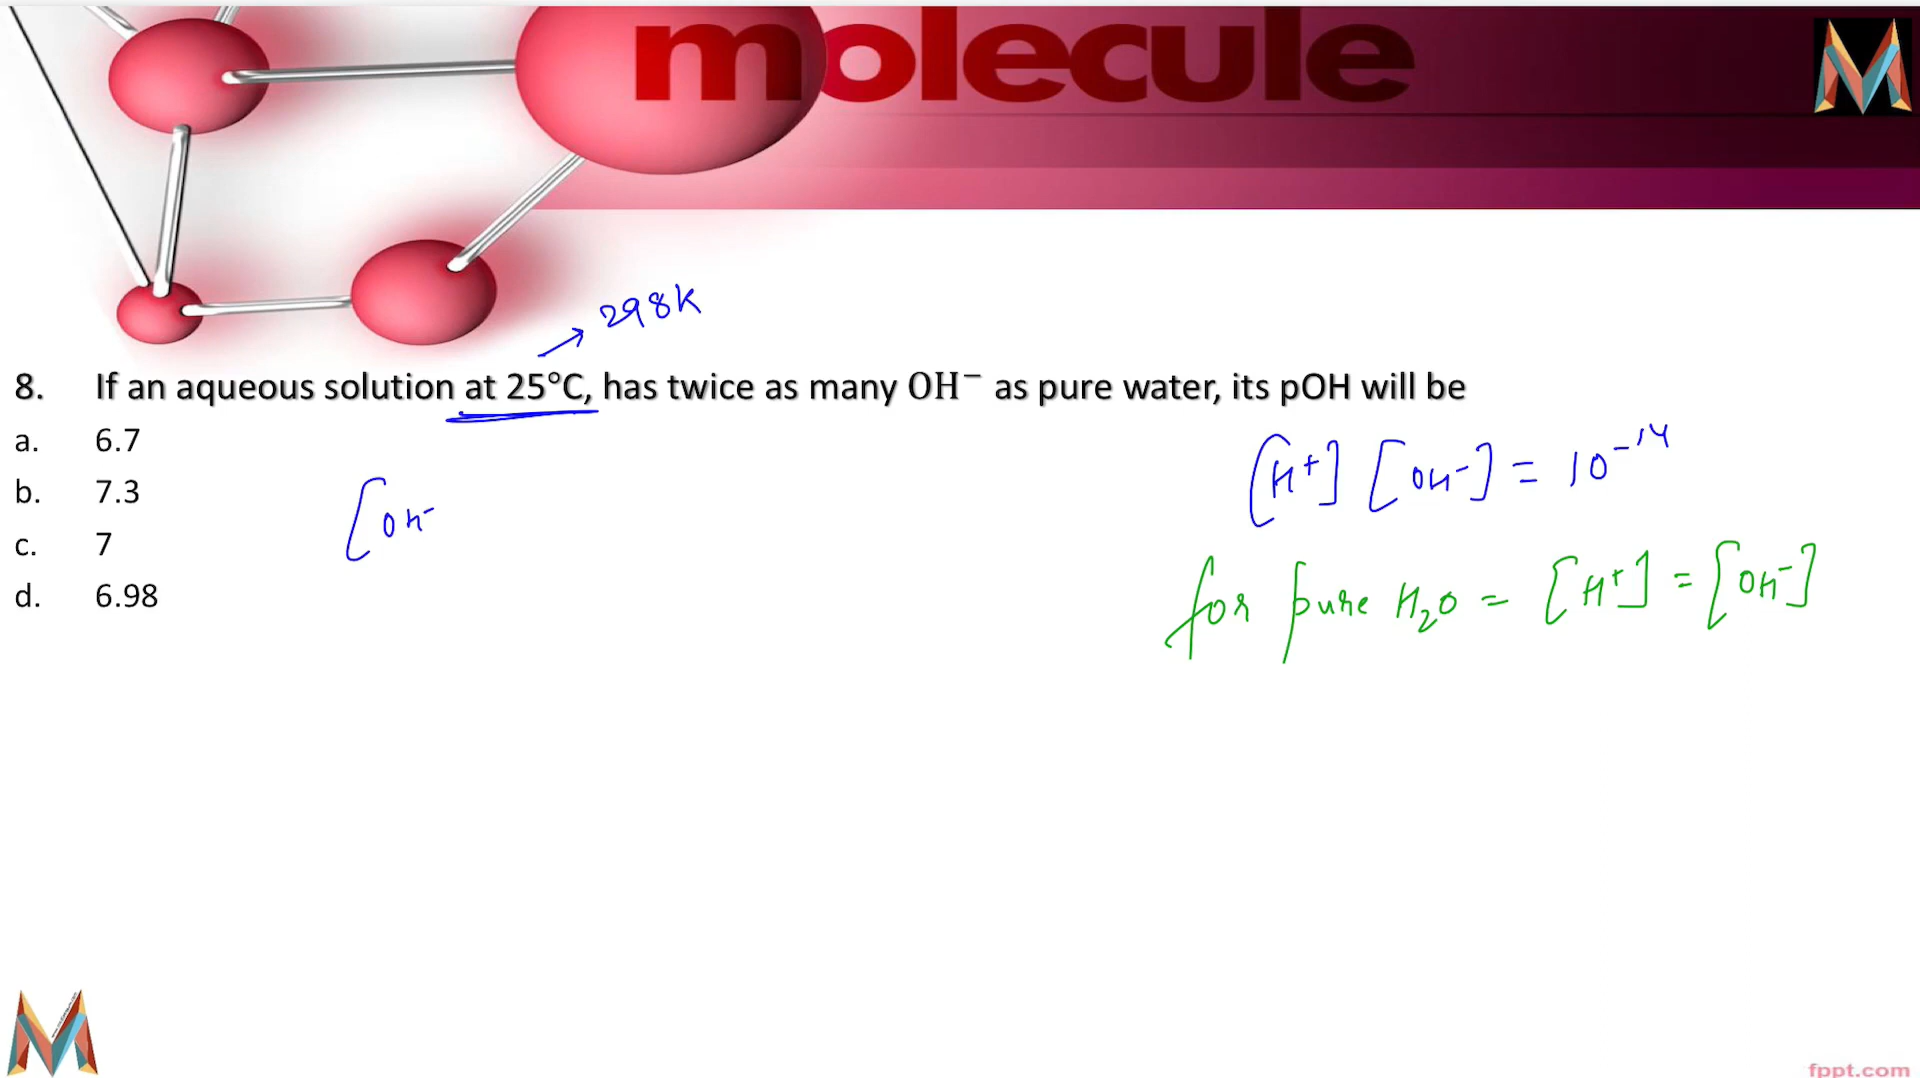 molecule
298K
8. If an aqueous solution at 25°C, has twice as many OH⁻ as pure water, its pOH will be
a. 6.7
b. 7.3
c. 7
d. 6.98
[OH⁻
[H⁺] [OH⁻] = 10⁻¹⁴
for pure H₂O = [H⁺] = [OH⁻]
fppt.com